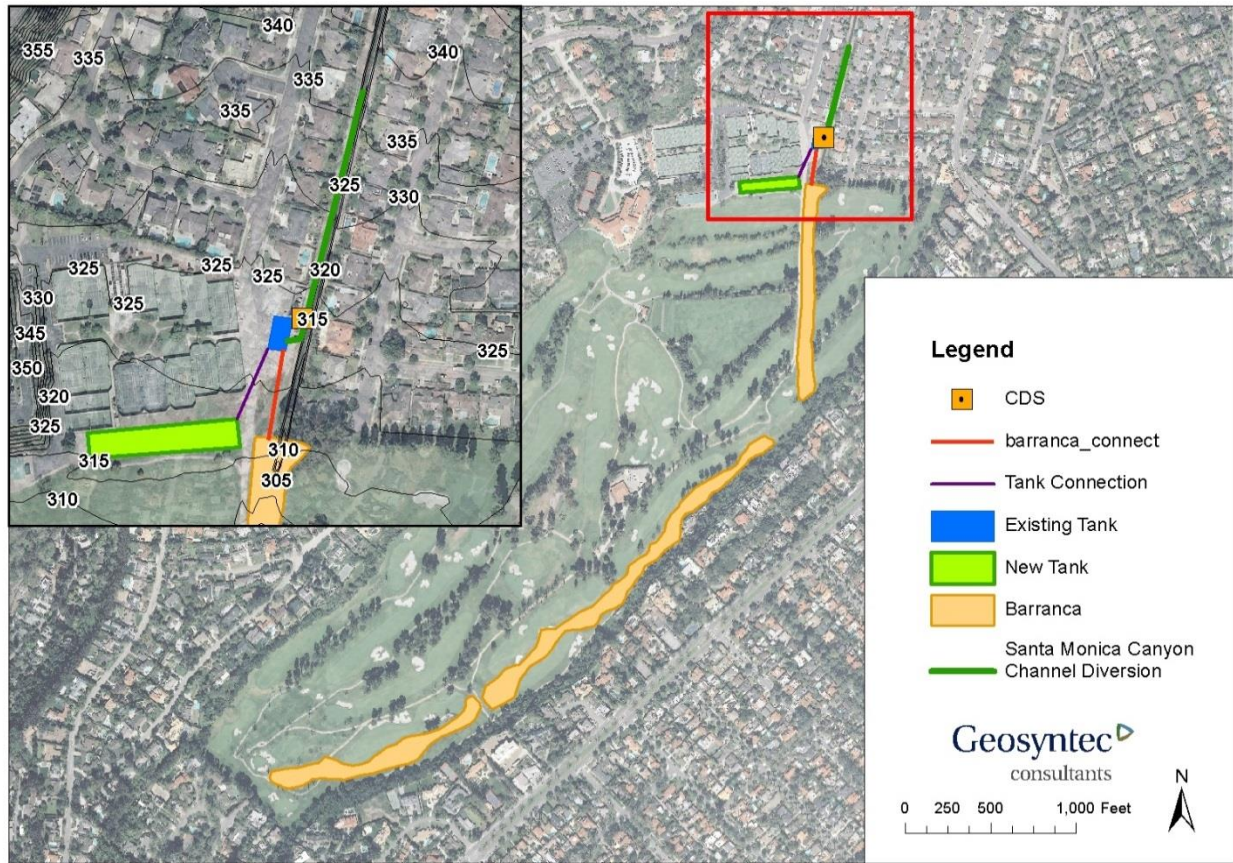 355
335
340
340
335
335
335
325
330
325
325
325
320
330
325
345
315
325
350
320
325
315
310
305
310
Legend
CDS
barranca_connect
Tank Connection
Existing Tank
New Tank
Barranca
Santa Monica Canyon
Channel Diversion
Geosyntec
consultants
N
0 250 500 1,000 Feet